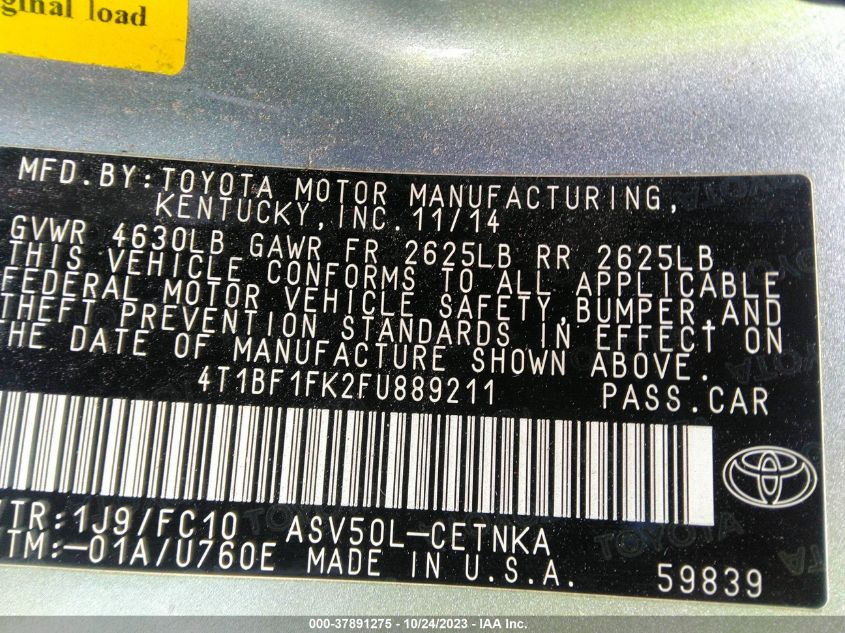 ginal load
MFD.BY:TOYOTA MOTOR MANUFACTURING,
KENTUCKY,INC.11/14
GVWR 4630LB GAWR FR 2625LB RR 2625LB
THIS VEHICLE CONFORMS TO ALL APPLICABLE
FEDERAL MOTOR VEHICLE SAFETY,BUMPER,AND
THEFT PREVENTION STANDARDS IN EFFECT ON
THE DATE OF MANUFACTURE SHOWN ABOVE.
4T1BF1FK2FU889211 PASS.CAR
TR:1J9/FC10 ASV50L-CETNKA
TM:-01A/U760E MADE IN U.S.A. 59839
000-37891275 - 10/24/2023 - IAA Inc.